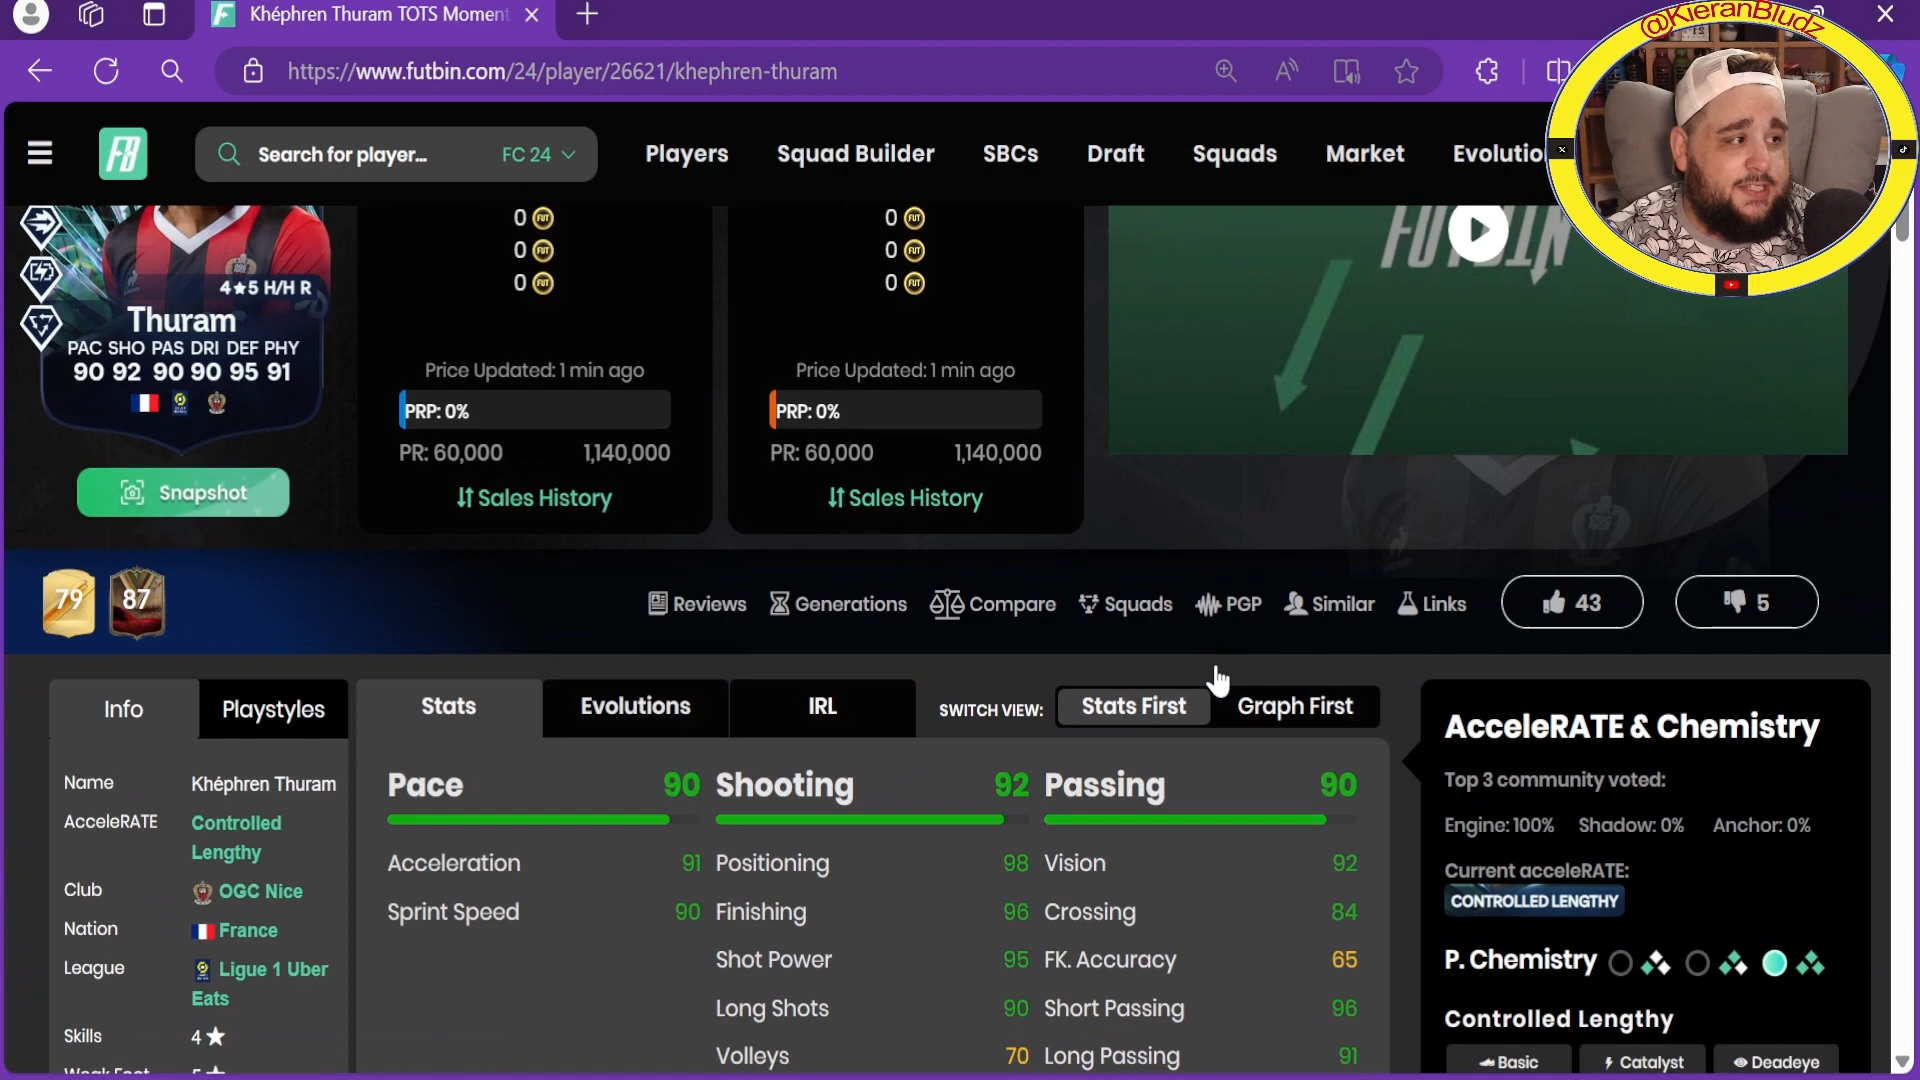 Khéphren Thuram TOTS Moment
https://www.futbin.com/24/player/26621/khephren-thuram
@KieranBludz
Search for player...
FC 24
Players
Squad Builder
SBCs
Draft
Squads
Market
Evolutio
FUTBIN
0
0
0
0
0
0
4★5 H/H R
Thuram
PAC SHO PAS DRI DEF PHY
90 92 90 90 95 91
Snapshot
Price Updated: 1 min ago
PRP: 0%
PR: 60,000 1,140,000
Sales History
Price Updated: 1 min ago
PRP: 0%
PR: 60,000 1,140,000
Sales History
79
87
Reviews
Generations
Compare
Squads
PGP
Similar
Links
43
5
Info
Playstyles
Name Khéphren Thuram
AcceleRATE Controlled
Lengthy
Club OGC Nice
Nation France
League Ligue 1 Uber
Eats
Skills 4★
Stats
Evolutions
IRL
SWITCH VIEW:
Stats First
Graph First
Pace 90
Acceleration 91
Sprint Speed 90
Shooting 92
Positioning 98
Finishing 96
Shot Power 95
Long Shots 90
Volleys 70
Passing 90
Vision 92
Crossing 84
FK. Accuracy 65
Short Passing 96
Long Passing 91
AcceleRATE & Chemistry
Top 3 community voted:
Engine: 100% Shadow: 0% Anchor: 0%
Current acceleRATE:
CONTROLLED LENGTHY
P. Chemistry
Controlled Lengthy
Basic
Catalyst
Deadeye